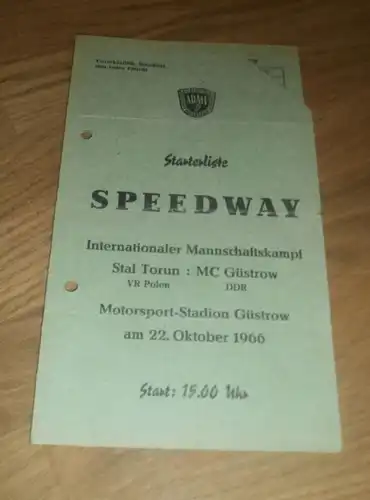 ADMV
Starterliste
SPEEDWAY
Internationaler Mannschaftskampf
Stal Torun : MC Güstrow
VR Polen DDR
Motorsport-Stadion Güstrow
am 22. Oktober 1966
Start: 15.00 Uhr